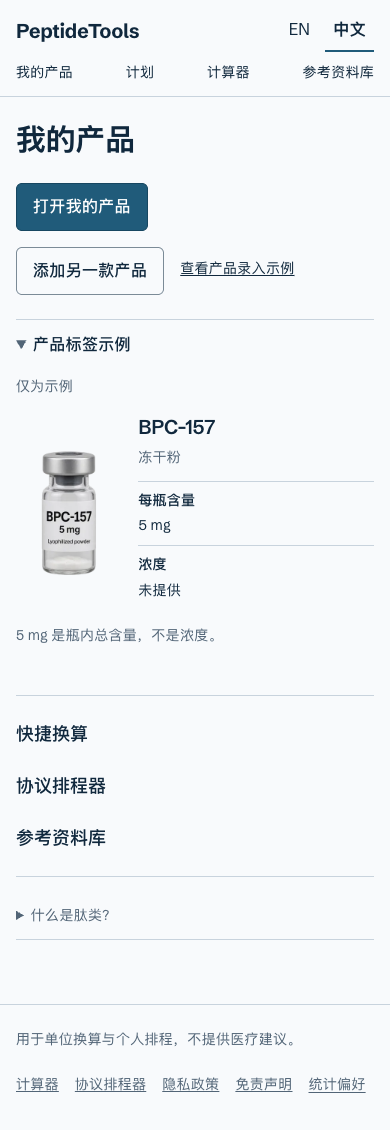 PeptideTools
EN 中文
我的产品 计划 计算器 参考资料库
我的产品
打开我的产品
添加另一款产品 查看产品录入示例
产品标签示例
仅为示例
BPC-157
冻干粉
每瓶含量
5 mg
浓度
未提供
BPC-157
5 mg
Lyophilized powder
5 mg 是瓶内总含量，不是浓度。
快捷换算
协议排程器
参考资料库
什么是肽类?
用于单位换算与个人排程，不提供医疗建议。
计算器 协议排程器 隐私政策 免责声明 统计偏好